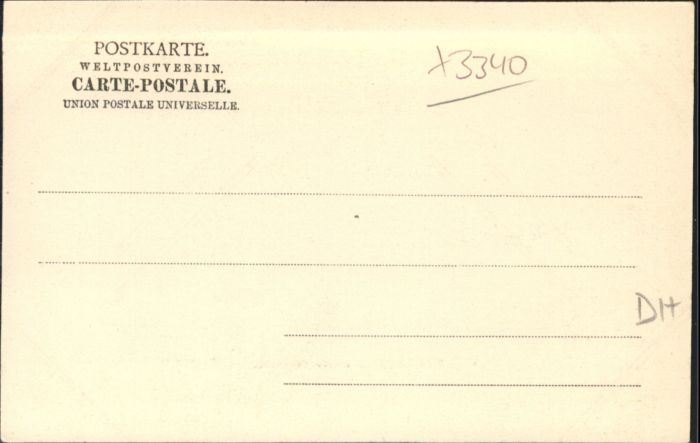 POSTKARTE.
WELTPOSTVEREIN.
CARTE-POSTALE.
UNION POSTALE UNIVERSELLE.
x3340
DH